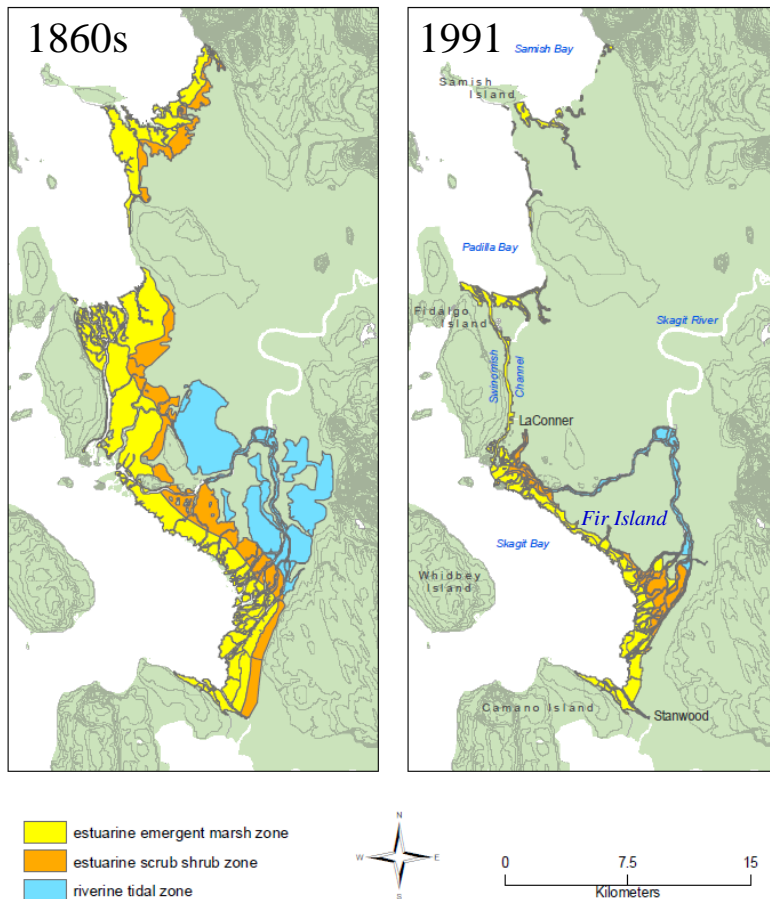 1860s
1991
Samish Bay
Samish
Island
Padilla Bay
Fidalgo
Island
Skagit River
Swinomish
Channel
LaConner
Fir Island
Skagit Bay
Whidbey
Island
Camano Island
Stanwood
estuarine emergent marsh zone
estuarine scrub shrub zone
riverine tidal zone
N
W
E
S
0
7.5
15
Kilometers